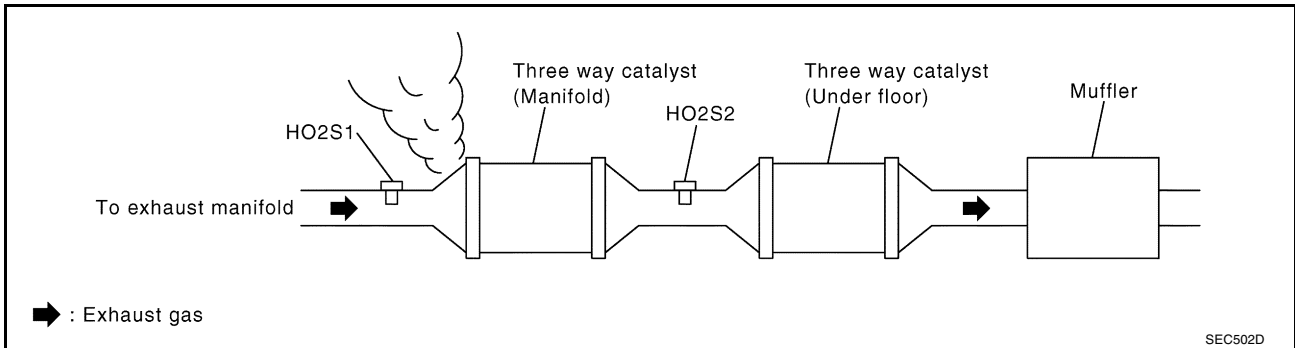 Three way catalyst
(Manifold)
Three way catalyst
(Under floor)
Muffler
HO2S1
HO2S2
To exhaust manifold
: Exhaust gas
SEC502D